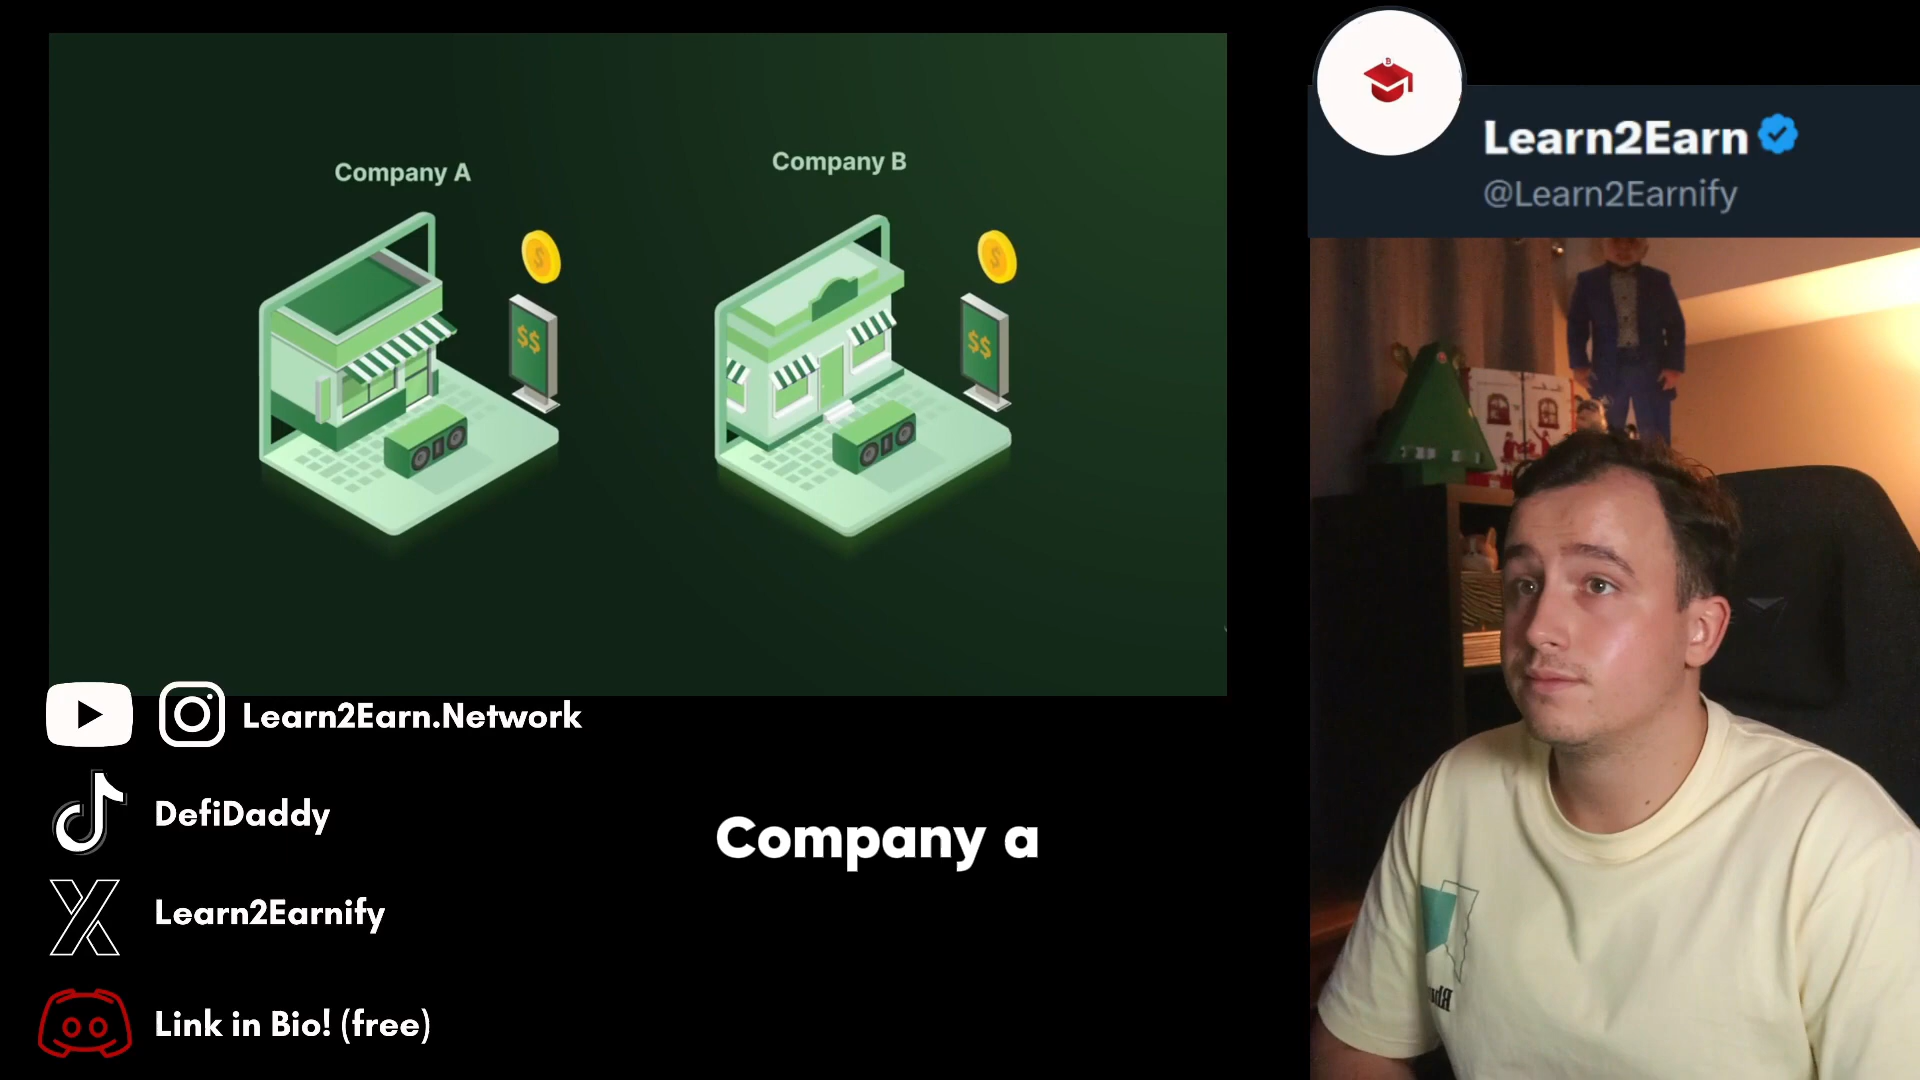 Company A
Company B
$$
$$
Learn2Earn
@Learn2Earnify
Learn2Earn.Network
DefiDaddy
Learn2Earnify
Link in Bio! (free)
Company a